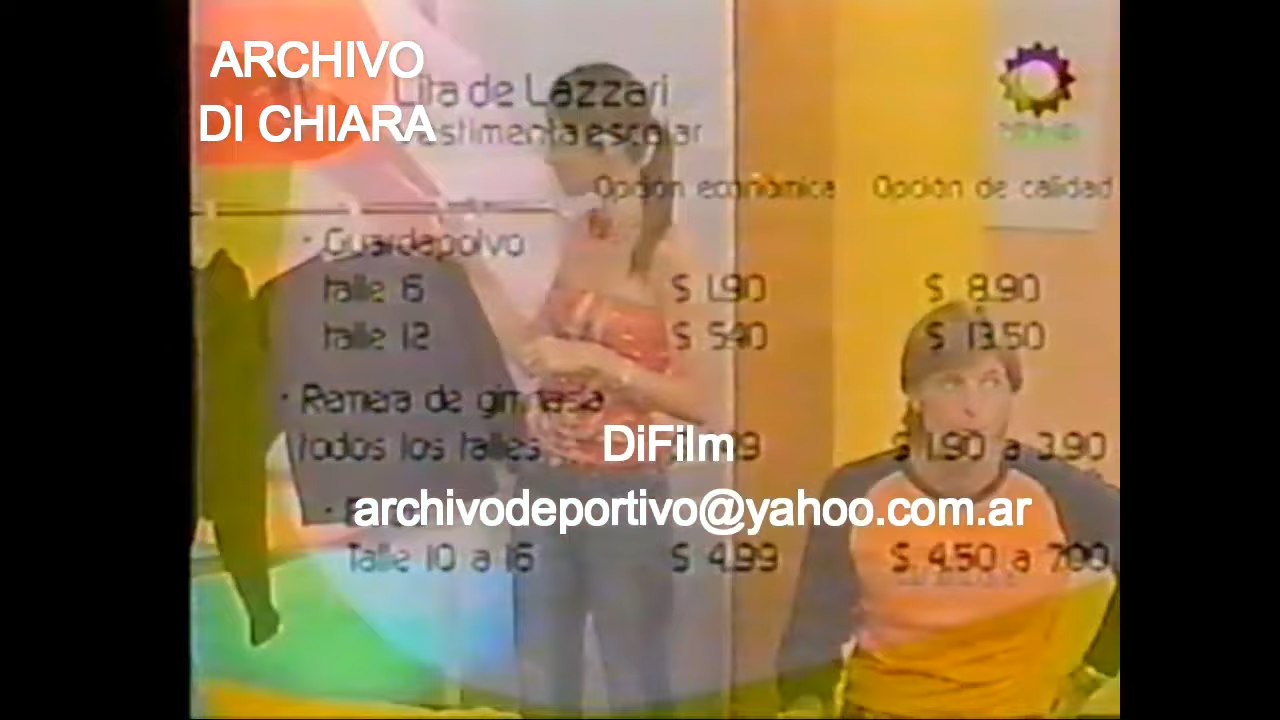 ARCHIVO
DI CHIARA
Lita de Lazzari
escolar
Opción económica Opción de calidad
· Guardapolvo
talle 6 $ 1.90 $ 8.90
talle 12 $ 5.90 $ 13.50
· Remera de gimnasia
Todos los talles $ $ 1.90 a 3.90
DiFilm
archivodeportivo@yahoo.com.ar
Talle 10 a 16 $ 4.99 $ 4.50 a 7.00